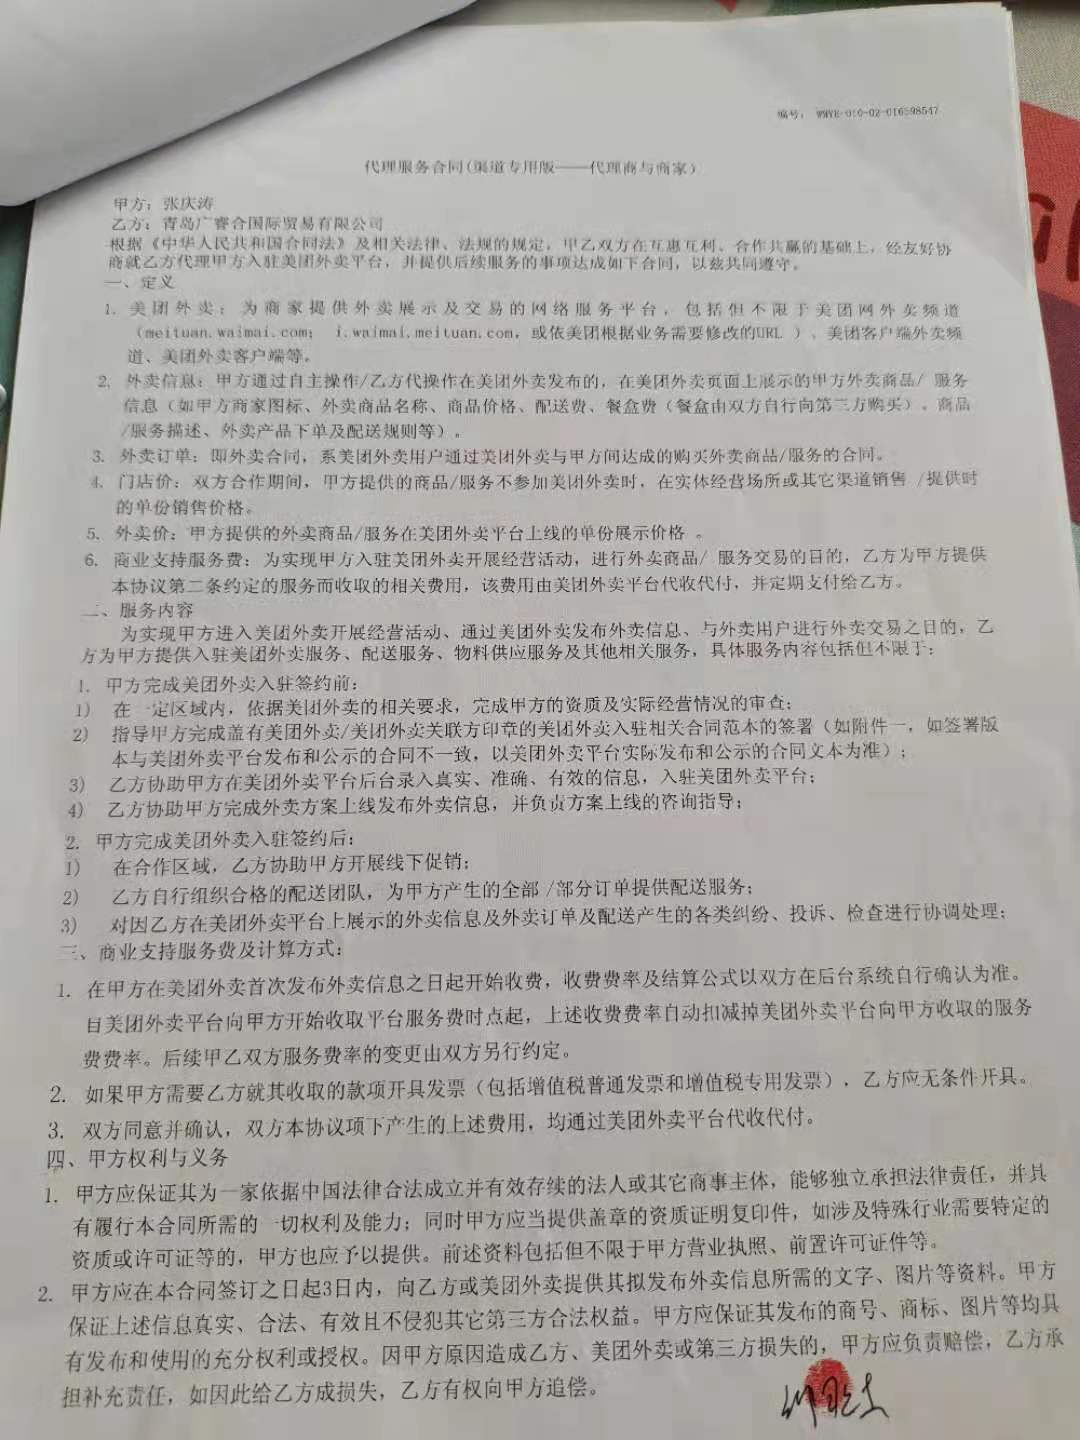 编号: WMYX-010-02-016598547
代理服务合同(渠道专用版——代理商与商家)
甲方:张庆涛
乙方:青岛广睿合国际贸易有限公司
根据《中华人民共和国合同法》及相关法律、法规的规定,甲乙双方在互惠互利、合作共赢的基础上,经友好协
商就乙方代理甲方入驻美团外卖平台,并提供后续服务的事项达成如下合同,以兹共同遵守。
一、定义
1. 美团外卖:为商家提供外卖展示及交易的网络服务平台,包括但不限于美团网外卖频道
(meituan.waimai.com; i.waimai.meituan.com,或依美团根据业务需要修改的URL )、美团客户端外卖频
道、美团外卖客户端等。
2. 外卖信息:甲方通过自主操作/乙方代操作在美团外卖发布的,在美团外卖页面上展示的甲方外卖商品/ 服务
信息(如甲方商家图标、外卖商品名称、商品价格、配送费、餐盒费(餐盒由双方自行向第三方购买)、商品
/服务描述、外卖产品下单及配送规则等)。
3. 外卖订单:即外卖合同,系美团外卖用户通过美团外卖与甲方间达成的购买外卖商品/服务的合同。
4. 门店价:双方合作期间,甲方提供的商品/服务不参加美团外卖时,在实体经营场所或其它渠道销售 /提供时
的单份销售价格。
5. 外卖价:甲方提供的外卖商品/服务在美团外卖平台上线的单份展示价格 。
6. 商业支持服务费:为实现甲方入驻美团外卖开展经营活动,进行外卖商品/ 服务交易的目的,乙方为甲方提供
本协议第二条约定的服务而收取的相关费用,该费用由美团外卖平台代收代付,并定期支付给乙方。
二、服务内容
为实现甲方进入美团外卖开展经营活动、通过美团外卖发布外卖信息、与外卖用户进行外卖交易之目的,乙
方为甲方提供入驻美团外卖服务、配送服务、物料供应服务及其他相关服务,具体服务内容包括但不限于:
1. 甲方完成美团外卖入驻签约前:
1) 在一定区域内,依据美团外卖的相关要求,完成甲方的资质及实际经营情况的审查;
2) 指导甲方完成盖有美团外卖/美团外卖关联方印章的美团外卖入驻相关合同范本的签署(如附件一,如签署版
本与美团外卖平台发布和公示的合同不一致,以美团外卖平台实际发布和公示的合同文本为准);
3) 乙方协助甲方在美团外卖平台后台录入真实、准确、有效的信息,入驻美团外卖平台;
4) 乙方协助甲方完成外卖方案上线发布外卖信息,并负责方案上线的咨询指导;
2. 甲方完成美团外卖入驻签约后:
1) 在合作区域,乙方协助甲方开展线下促销;
2) 乙方自行组织合格的配送团队,为甲方产生的全部 /部分订单提供配送服务;
3) 对因乙方在美团外卖平台上展示的外卖信息及外卖订单及配送产生的各类纠纷、投诉、检查进行协调处理;
三、商业支持服务费及计算方式:
1. 在甲方在美团外卖首次发布外卖信息之日起开始收费,收费费率及结算公式以双方在后台系统自行确认为准。
自美团外卖平台向甲方开始收取平台服务费时点起,上述收费费率自动扣减掉美团外卖平台向甲方收取的服务
费费率。后续甲乙双方服务费率的变更由双方另行约定。
2. 如果甲方需要乙方就其收取的款项开具发票(包括增值税普通发票和增值税专用发票),乙方应无条件开具。
3. 双方同意并确认,双方本协议项下产生的上述费用,均通过美团外卖平台代收代付。
四、甲方权利与义务
1. 甲方应保证其为一家依据中国法律合法成立并有效存续的法人或其它商事主体,能够独立承担法律责任,并具
有履行本合同所需的一切权利及能力;同时甲方应当提供盖章的资质证明复印件,如涉及特殊行业需要特定的
资质或许可证等的,甲方也应予以提供。前述资料包括但不限于甲方营业执照、前置许可证件等。
2. 甲方应在本合同签订之日起3日内,向乙方或美团外卖提供其拟发布外卖信息所需的文字、图片等资料。甲方
保证上述信息真实、合法、有效且不侵犯其它第三方合法权益。甲方应保证其发布的商号、商标、图片等均具
有发布和使用的充分权利或授权。因甲方原因造成乙方、美团外卖或第三方损失的,甲方应负责赔偿,乙方承
担补充责任,如因此给乙方成损失,乙方有权向甲方追偿。